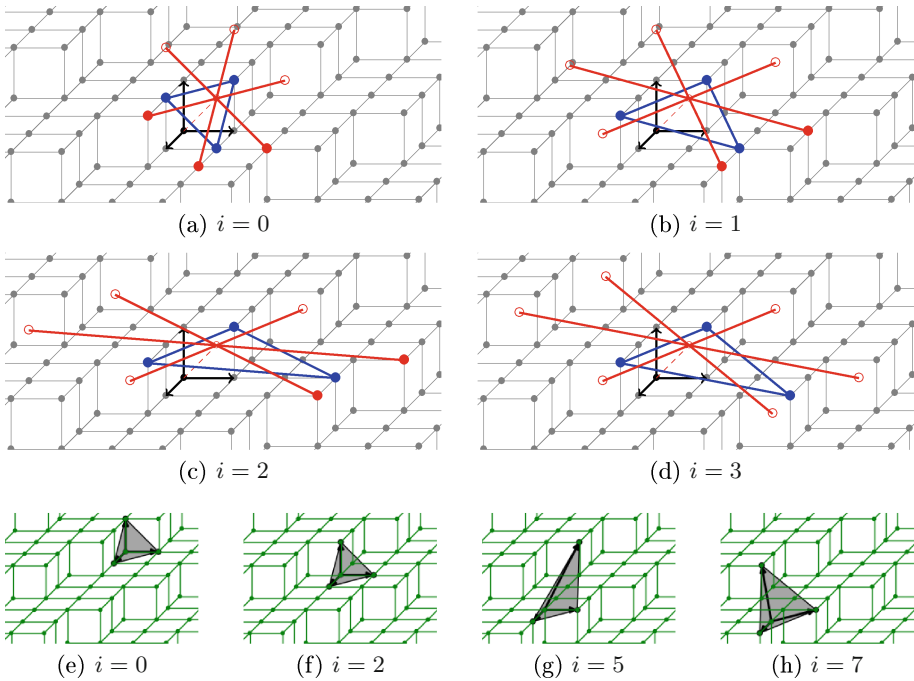 (a) i = 0
(b) i = 1
(c) i = 2
(d) i = 3
(e) i = 0
(f) i = 2
(g) i = 5
(h) i = 7